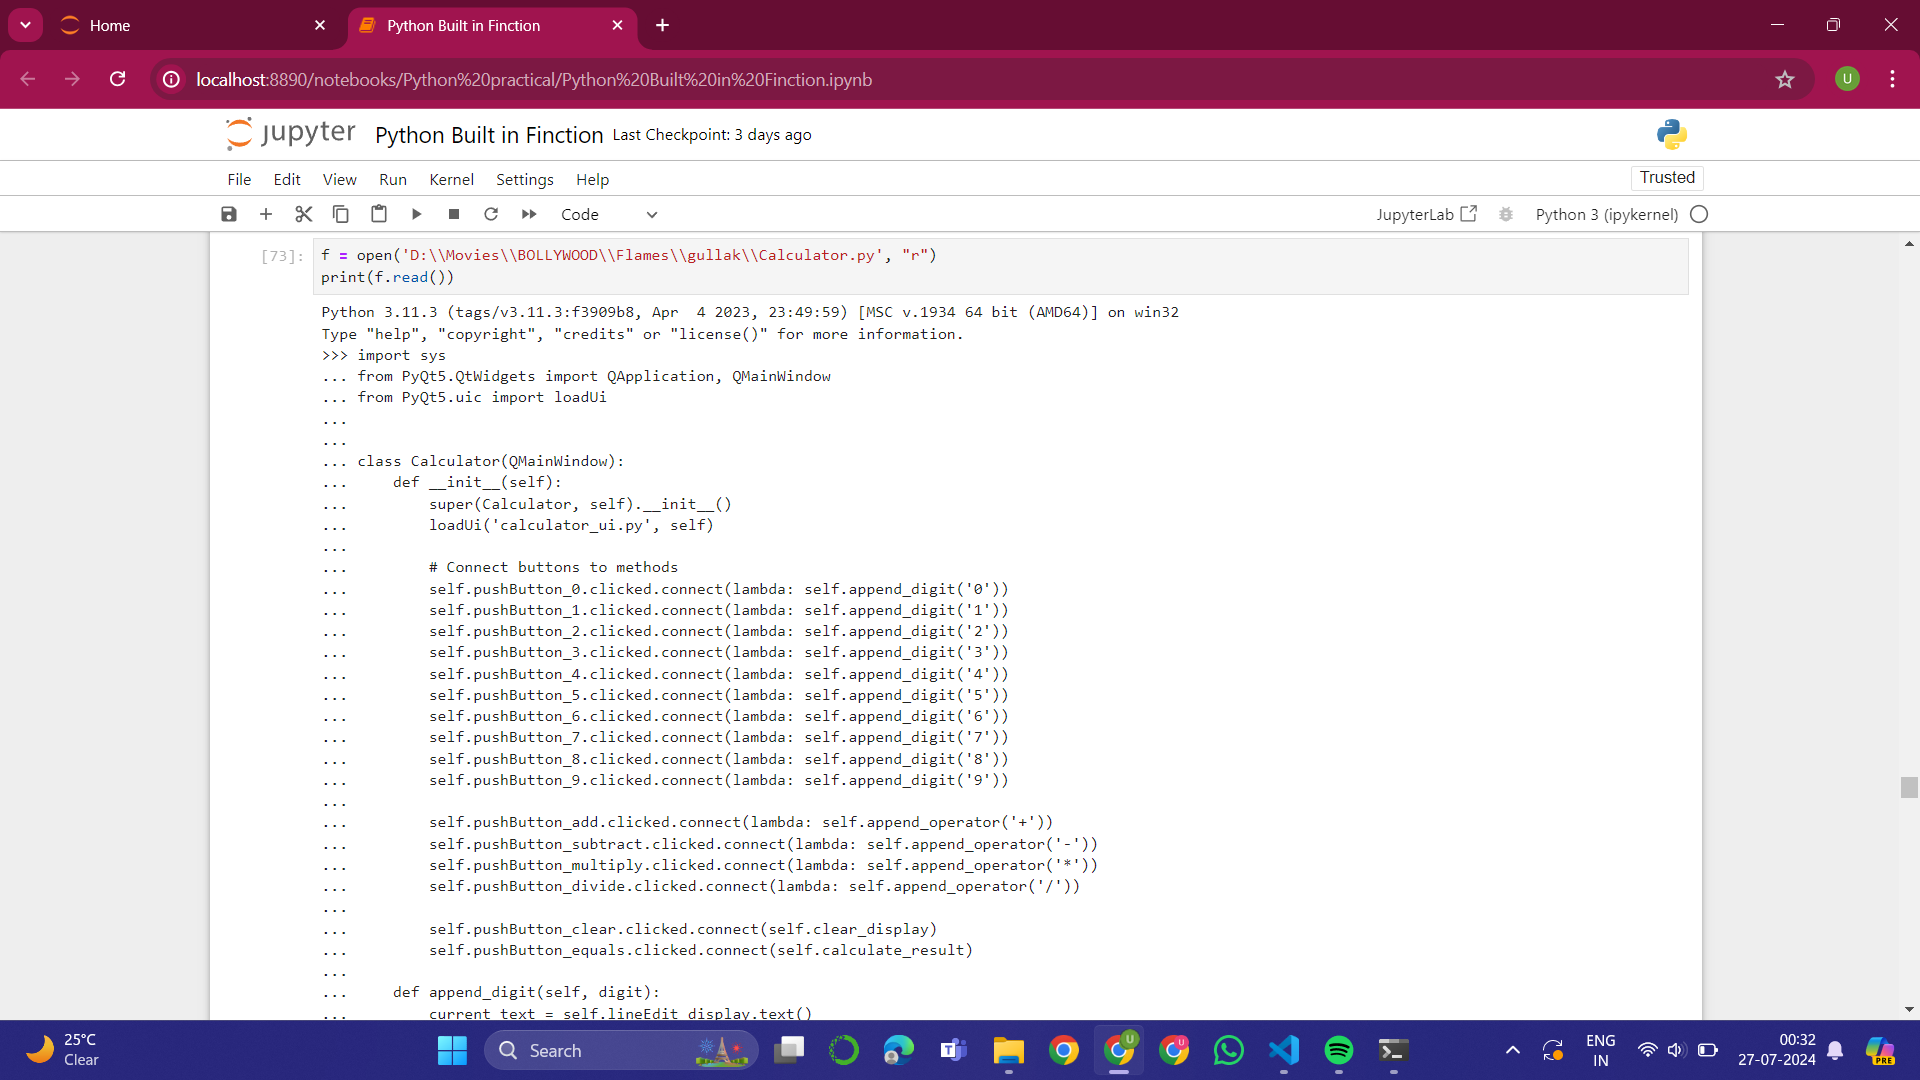 Home
Python Built in Finction
localhost:8890/notebooks/Python%20practical/Python%20Built%20in%20Finction.ipynb
U
jupyter Python Built in Finction Last Checkpoint: 3 days ago
File Edit View Run Kernel Settings Help
Trusted
Code
JupyterLab
Python 3 (ipykernel)
[73]: f = open('D:\\Movies\\BOLLYWOOD\\Flames\\gullak\\Calculator.py', "r")
print(f.read())
Python 3.11.3 (tags/v3.11.3:f3909b8, Apr  4 2023, 23:49:59) [MSC v.1934 64 bit (AMD64)] on win32
Type "help", "copyright", "credits" or "license()" for more information.
>>> import sys
... from PyQt5.QtWidgets import QApplication, QMainWindow
... from PyQt5.uic import loadUi
...
...
... class Calculator(QMainWindow):
...     def __init__(self):
...         super(Calculator, self).__init__()
...         loadUi('calculator_ui.py', self)
...
...         # Connect buttons to methods
...         self.pushButton_0.clicked.connect(lambda: self.append_digit('0'))
...         self.pushButton_1.clicked.connect(lambda: self.append_digit('1'))
...         self.pushButton_2.clicked.connect(lambda: self.append_digit('2'))
...         self.pushButton_3.clicked.connect(lambda: self.append_digit('3'))
...         self.pushButton_4.clicked.connect(lambda: self.append_digit('4'))
...         self.pushButton_5.clicked.connect(lambda: self.append_digit('5'))
...         self.pushButton_6.clicked.connect(lambda: self.append_digit('6'))
...         self.pushButton_7.clicked.connect(lambda: self.append_digit('7'))
...         self.pushButton_8.clicked.connect(lambda: self.append_digit('8'))
...         self.pushButton_9.clicked.connect(lambda: self.append_digit('9'))
...
...         self.pushButton_add.clicked.connect(lambda: self.append_operator('+'))
...         self.pushButton_subtract.clicked.connect(lambda: self.append_operator('-'))
...         self.pushButton_multiply.clicked.connect(lambda: self.append_operator('*'))
...         self.pushButton_divide.clicked.connect(lambda: self.append_operator('/'))
...
...         self.pushButton_clear.clicked.connect(self.clear_display)
...         self.pushButton_equals.clicked.connect(self.calculate_result)
...
...     def append_digit(self, digit):
...         current_text = self.lineEdit_display.text()
25°C
Clear
Search
U
U
ENG
IN
00:32
27-07-2024
PRE